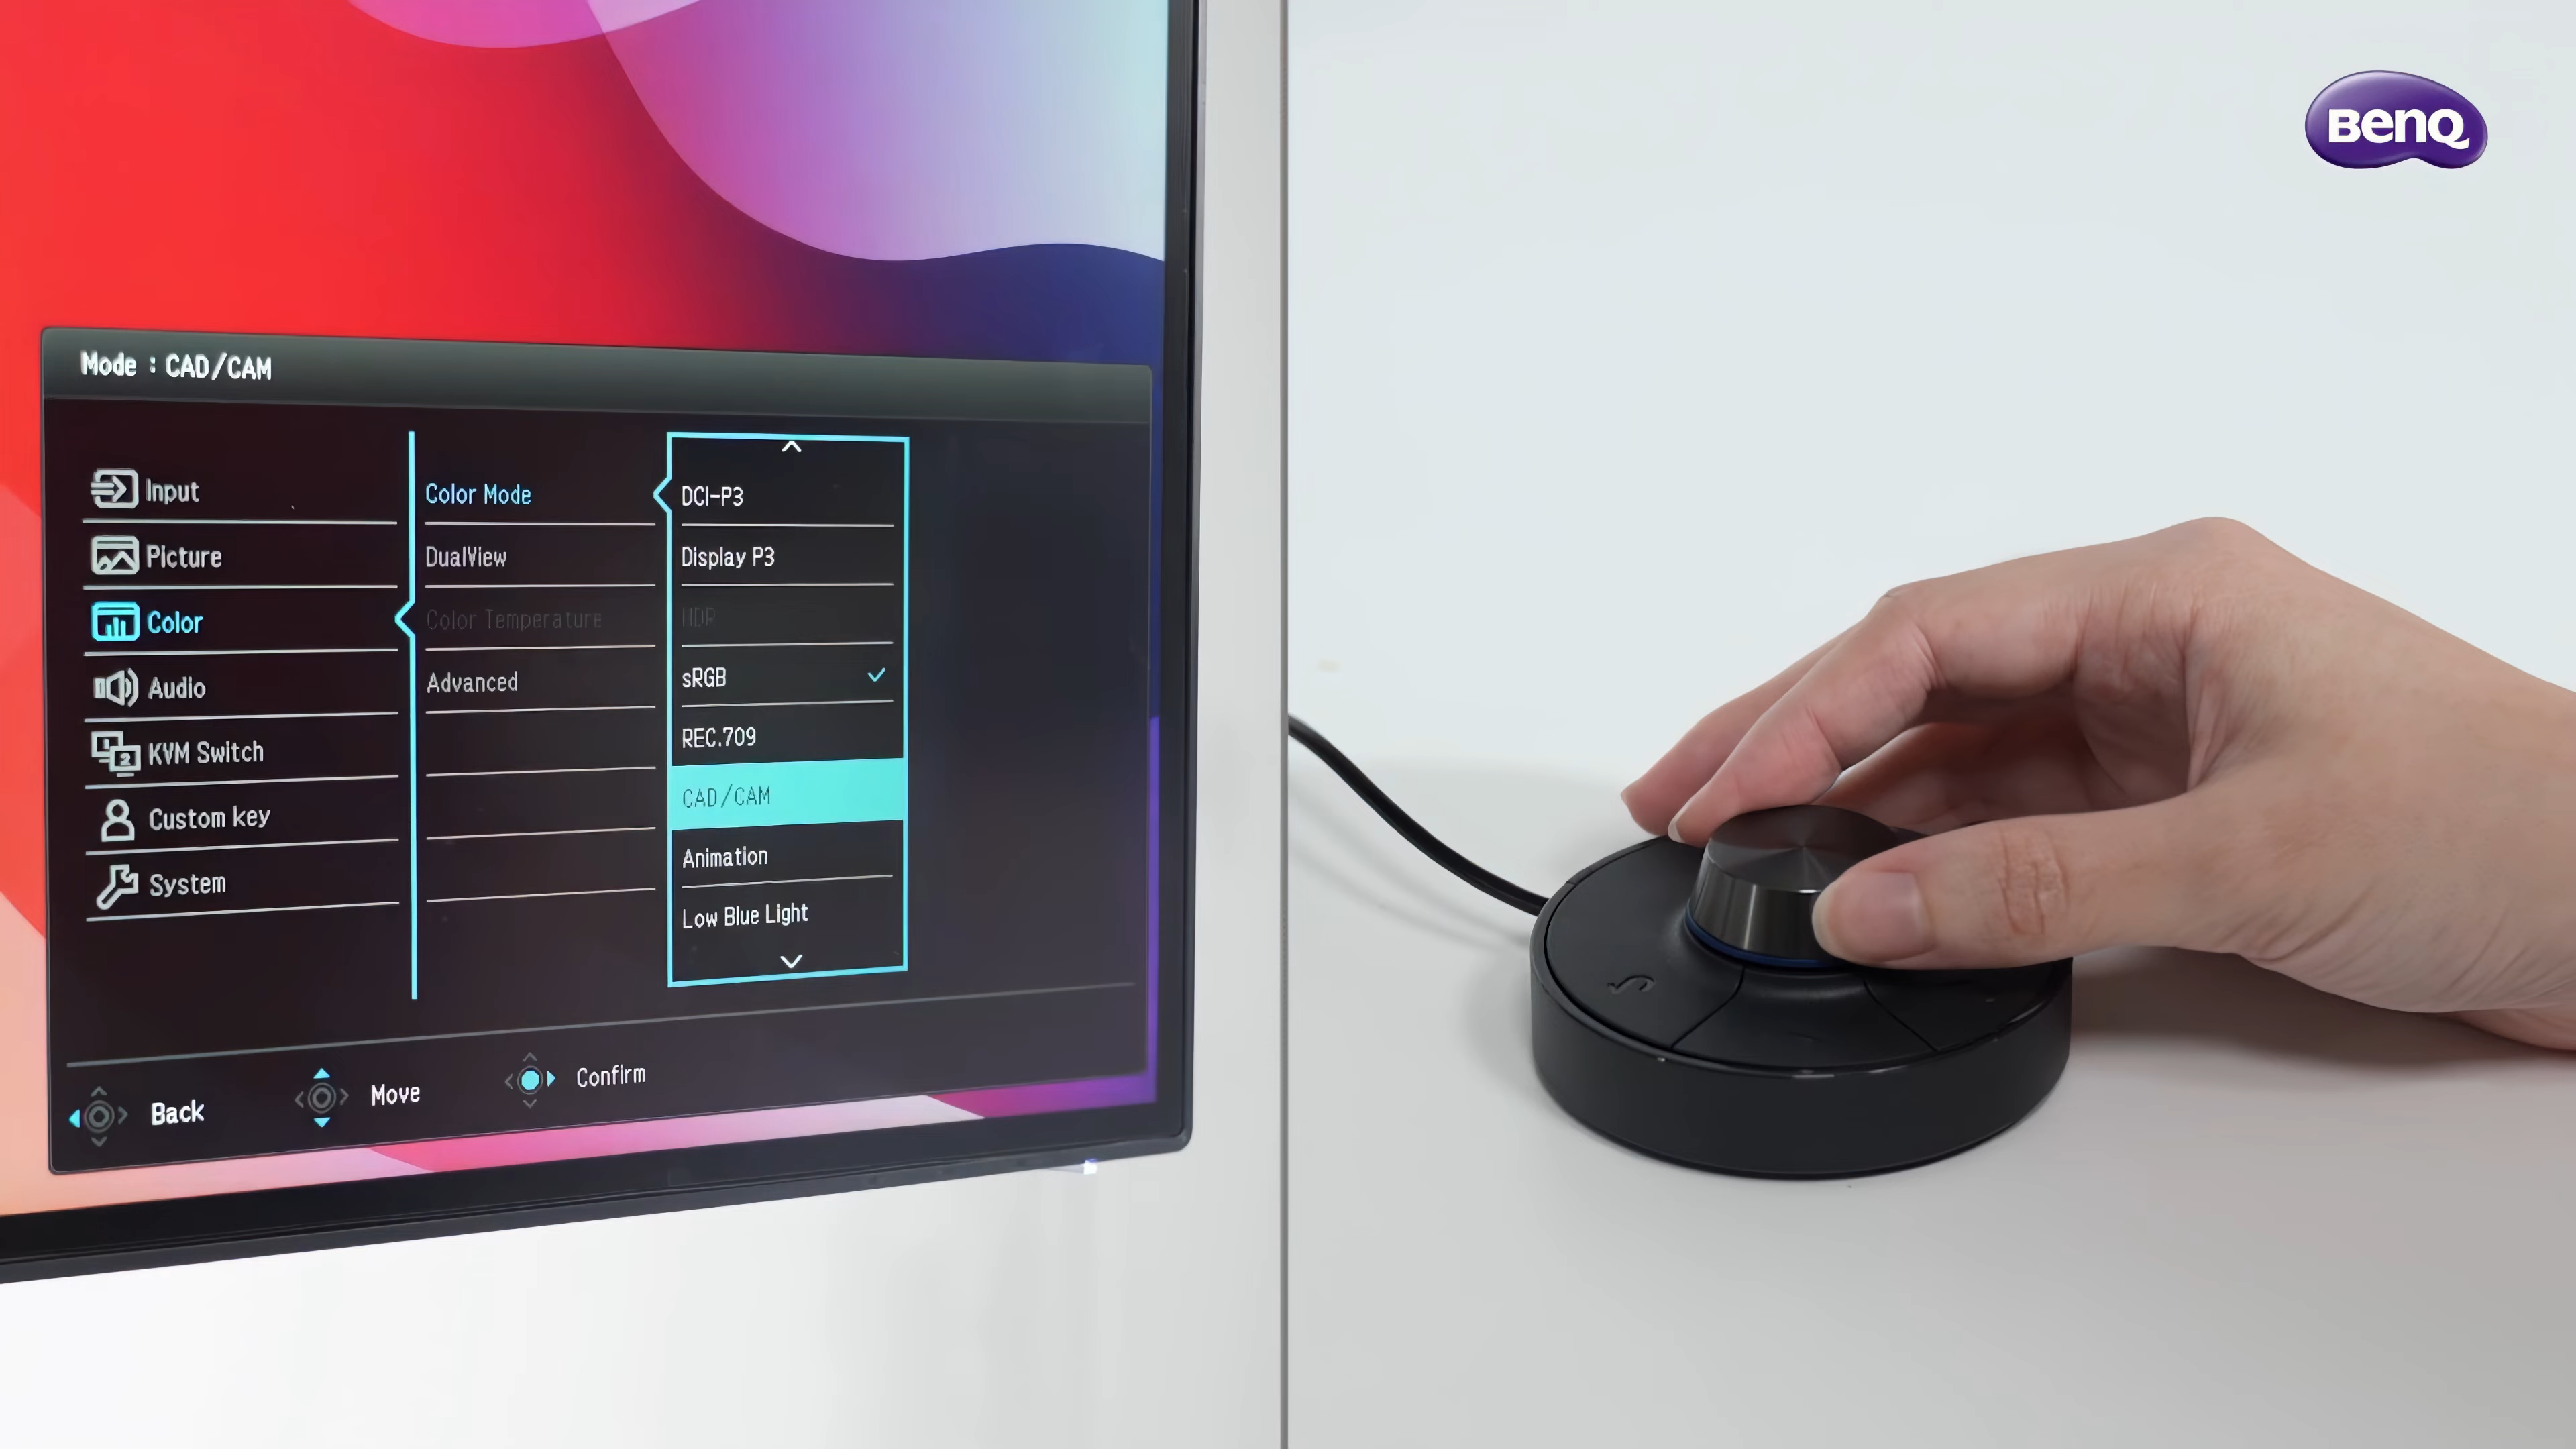 BenQ
Mode : CAD/CAM
Input
Picture
Color
Audio
KVM Switch
Custom key
System
Color Mode
DualView
Color Temperature
Advanced
DCI-P3
Display P3
HDR
sRGB
REC.709
CAD/CAM
Animation
Low Blue Light
Back
Move
Confirm